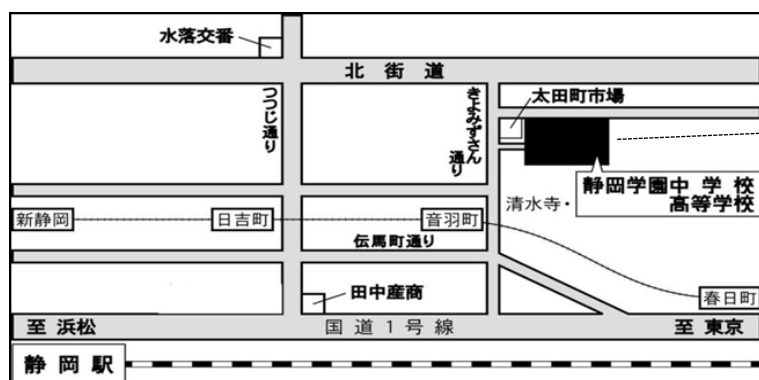 水落交番
北街道
太田町市場
つつじ通り
きよみずさん
通り
静岡学園中学校
高等学校
清水寺・
新静岡
日吉町
音羽町
伝馬町通り
田中産商
春日町
至 浜松
国道1号線
至 東京
静岡駅